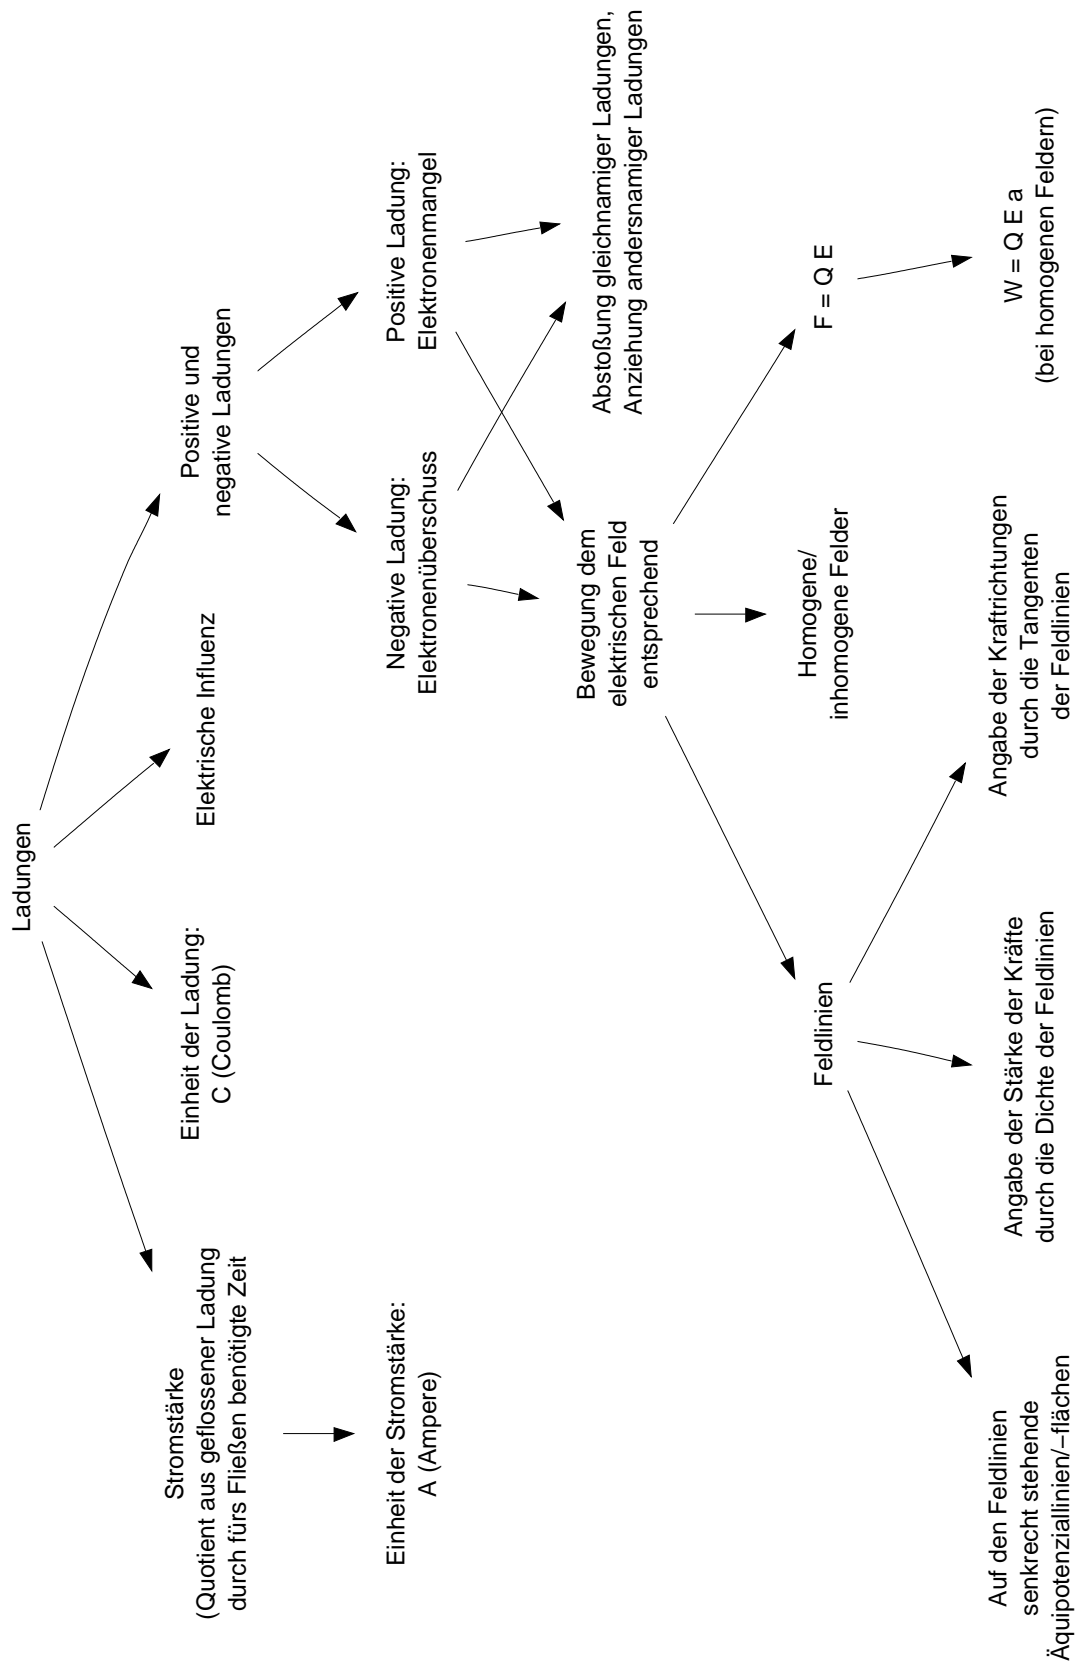 Ladungen
Stromstärke
(Quotient aus geflossener Ladung
durch fürs Fließen benötigte Zeit
Einheit der Ladung:
C (Coulomb)
Elektrische Influenz
Positive und
negative Ladungen
Einheit der Stromstärke:
A (Ampere)
Negative Ladung:
Elektronenüberschuss
Positive Ladung:
Elektronenmangel
Bewegung dem
elektrischen Feld
entsprechend
Abstoßung gleichnamiger Ladungen,
Anziehung andersnamiger Ladungen
Feldlinien
Homogene/
inhomogene Felder
F = Q E
Auf den Feldlinien
senkrecht stehende
Äquipotenziallinien/−flächen
Angabe der Stärke der Kräfte
durch die Dichte der Feldlinien
Angabe der Kraftrichtungen
durch die Tangenten
der Feldlinien
W = Q E a
(bei homogenen Feldern)